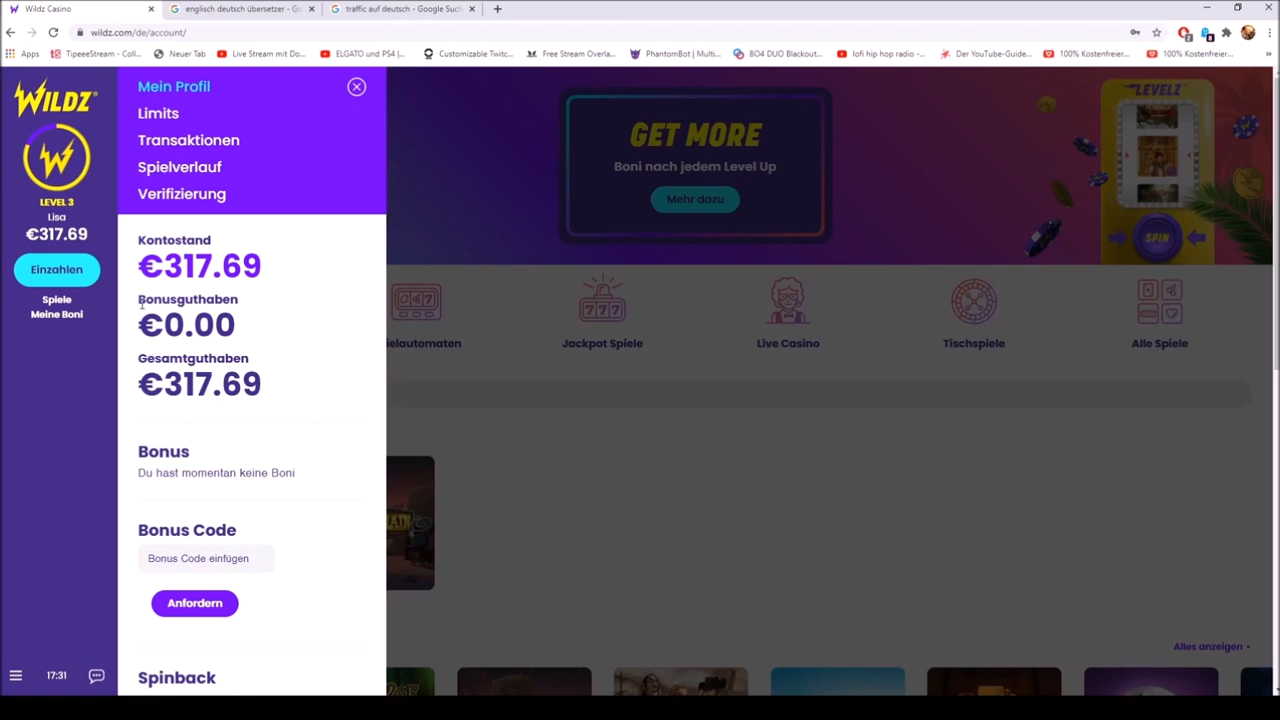 Wildz Casino
englisch deutsch übersetzer - Go
traffic auf deutsch - Google Such
wildz.com/de/account/
Apps
TipeeeStream - Coll...
Neuer Tab
Live Stream mit Do...
ELGATO und PS4 |...
Customizable Twitc...
Free Stream Overla...
PhantomBot | Multi...
BO4 DUO Blackout...
lofi hip hop radio -...
Der YouTube-Guide...
100% Kostenfreier...
100% Kostenfreier...
WILDZ
W
LEVEL 3
Lisa
€317.69
Einzahlen
Spiele
Meine Boni
17:31
Mein Profil
Limits
Transaktionen
Spielverlauf
Verifizierung
Kontostand
€317.69
Bonusguthaben
€0.00
Gesamtguthaben
€317.69
Bonus
Du hast momentan keine Boni
Bonus Code
Bonus Code einfügen
Anfordern
Spinback
GET MORE
Boni nach jedem Level Up
Mehr dazu
LEVELZ
SPIN
777
ielautomaten
Jackpot Spiele
Live Casino
Tischspiele
Alle Spiele
Alles anzeigen